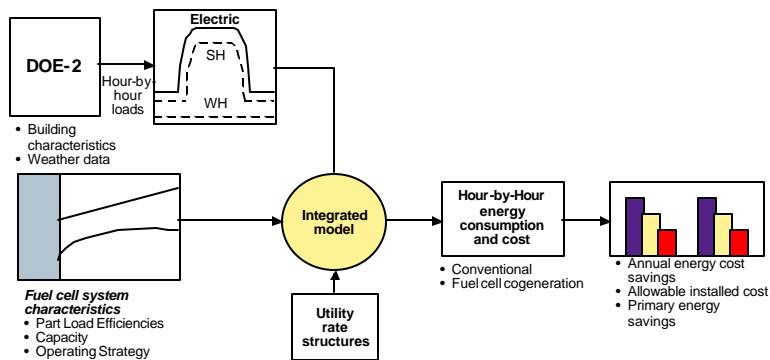 DOE-2
Hour-by-
hour
loads
Electric
SH
WH
• Building
characteristics
• Weather data
Fuel cell system
characteristics
• Part Load Efficiencies
• Capacity
• Operating Strategy
Integrated
model
Utility
rate
structures
Hour-by-Hour
energy
consumption
and cost
• Conventional
• Fuel cell cogeneration
• Annual energy cost
savings
• Allowable installed cost
• Primary energy
savings